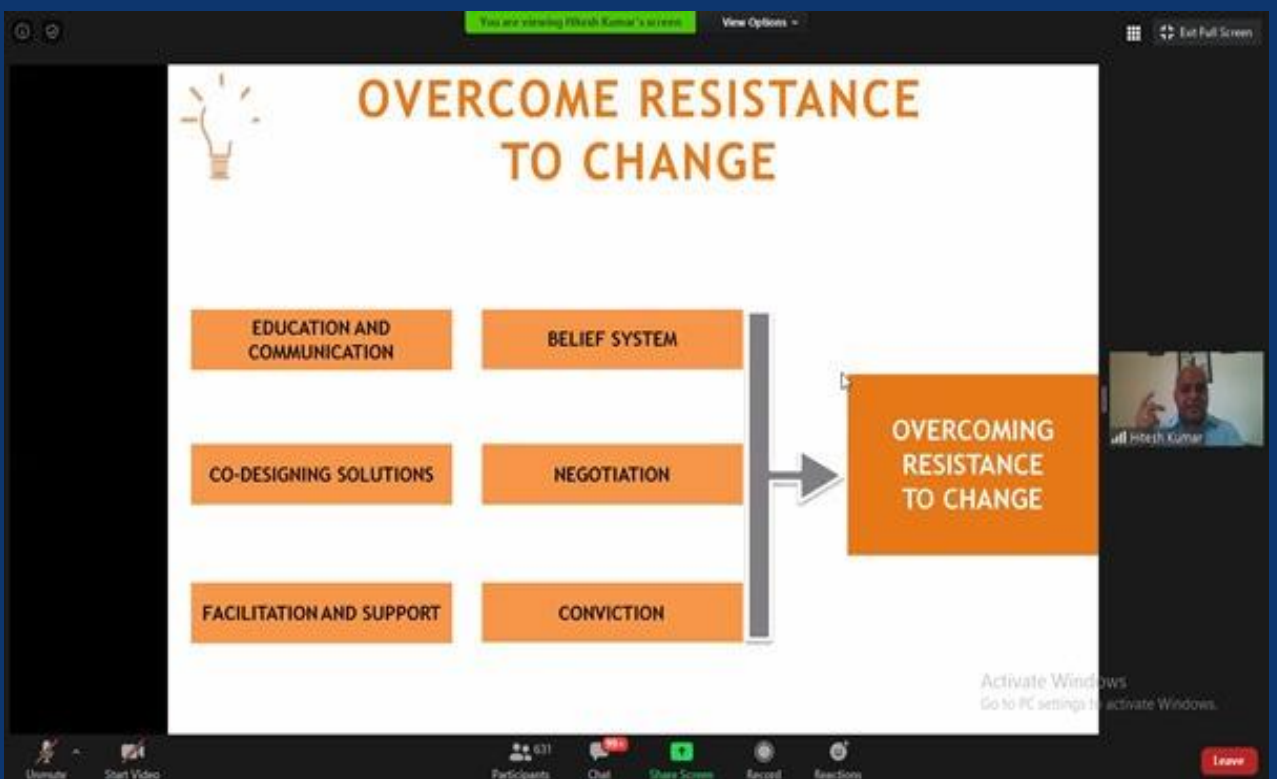 You are viewing Hitesh Kumar's screen
View Options
Exit Full Screen
OVERCOME RESISTANCE
TO CHANGE
EDUCATION AND
COMMUNICATION
BELIEF SYSTEM
CO-DESIGNING SOLUTIONS
NEGOTIATION
FACILITATION AND SUPPORT
CONVICTION
OVERCOMING
RESISTANCE
TO CHANGE
Hitesh Kumar
Activate Windows
Go to PC settings to activate Windows.
Unmute
Start Video
631
Participants
99+
Chat
Share Screen
Record
Reactions
Leave